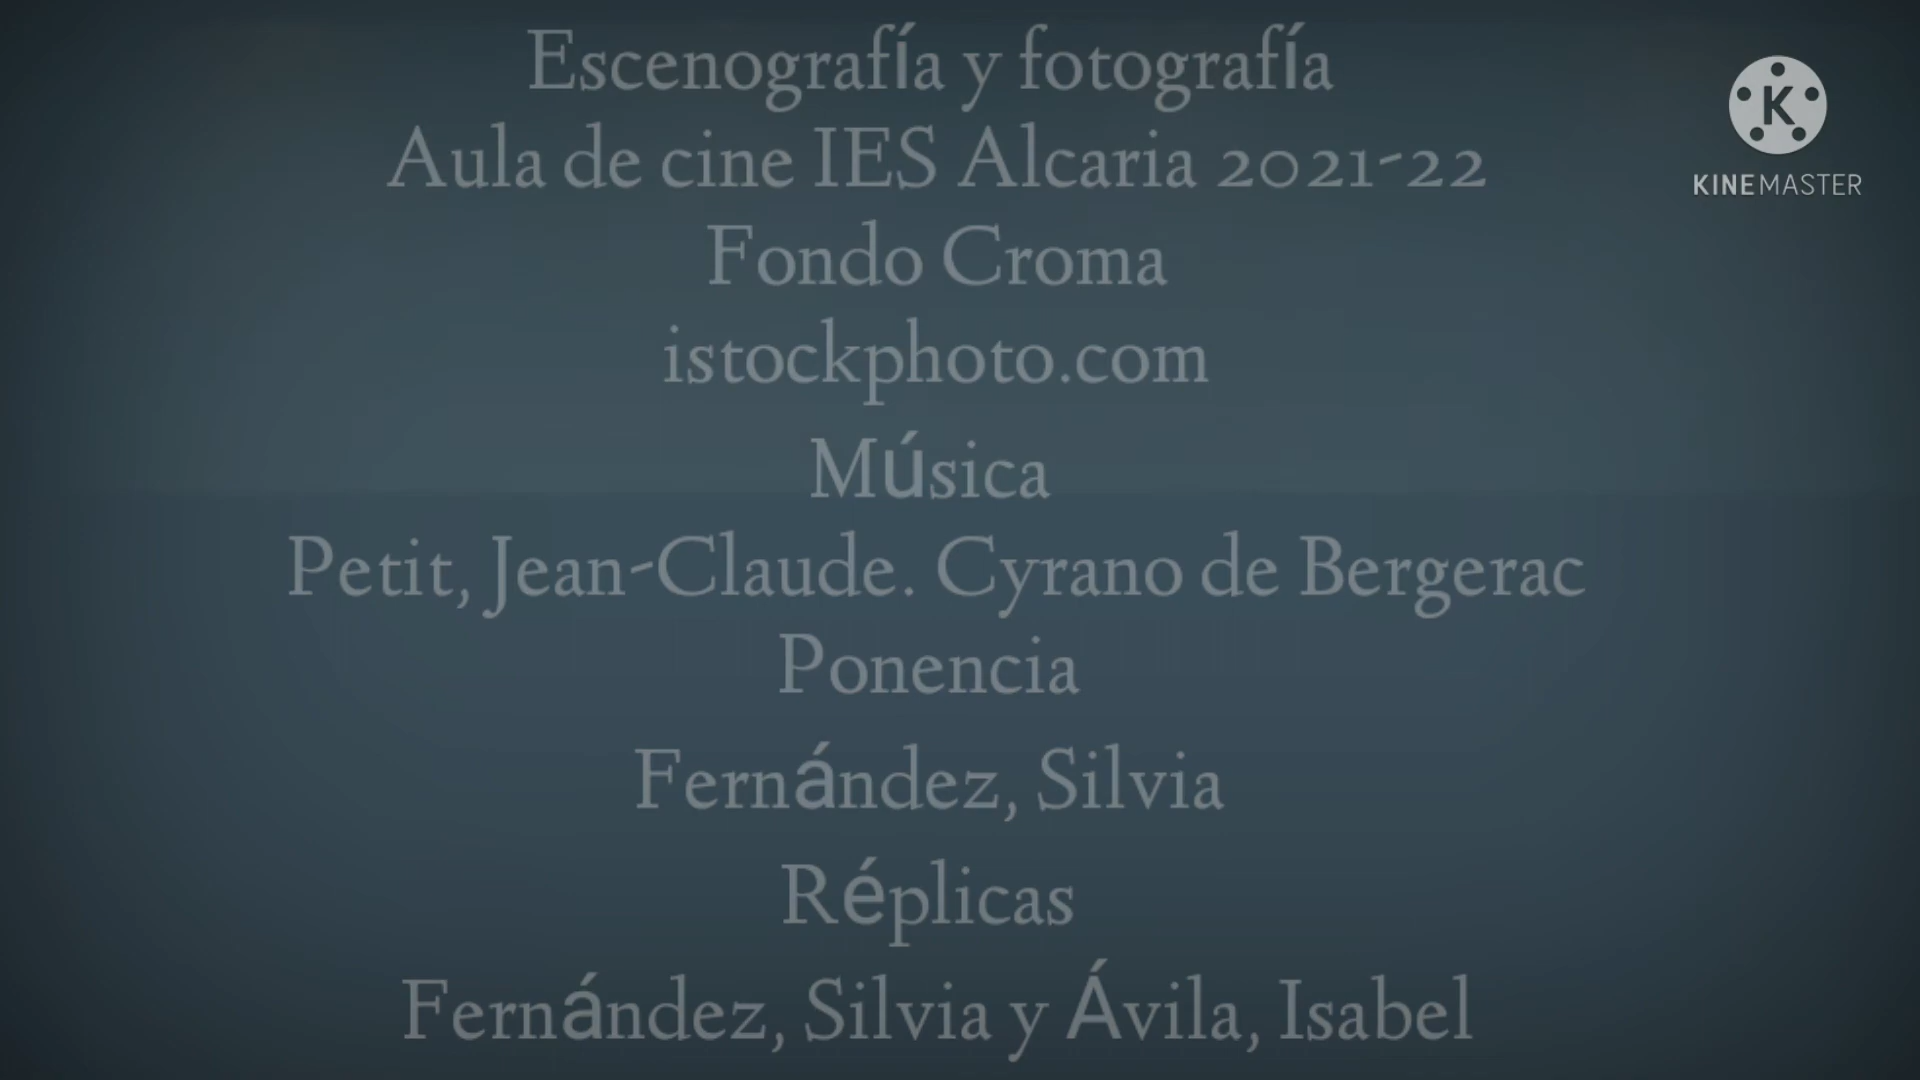 Escenografía y fotografía
Aula de cine IES Alcaria 2021-22
Fondo Croma
istockphoto.com
Música
Petit, Jean-Claude. Cyrano de Bergerac
Ponencia
Fernández, Silvia
Réplicas
Fernández, Silvia y Ávila, Isabel
K
KINEMASTER